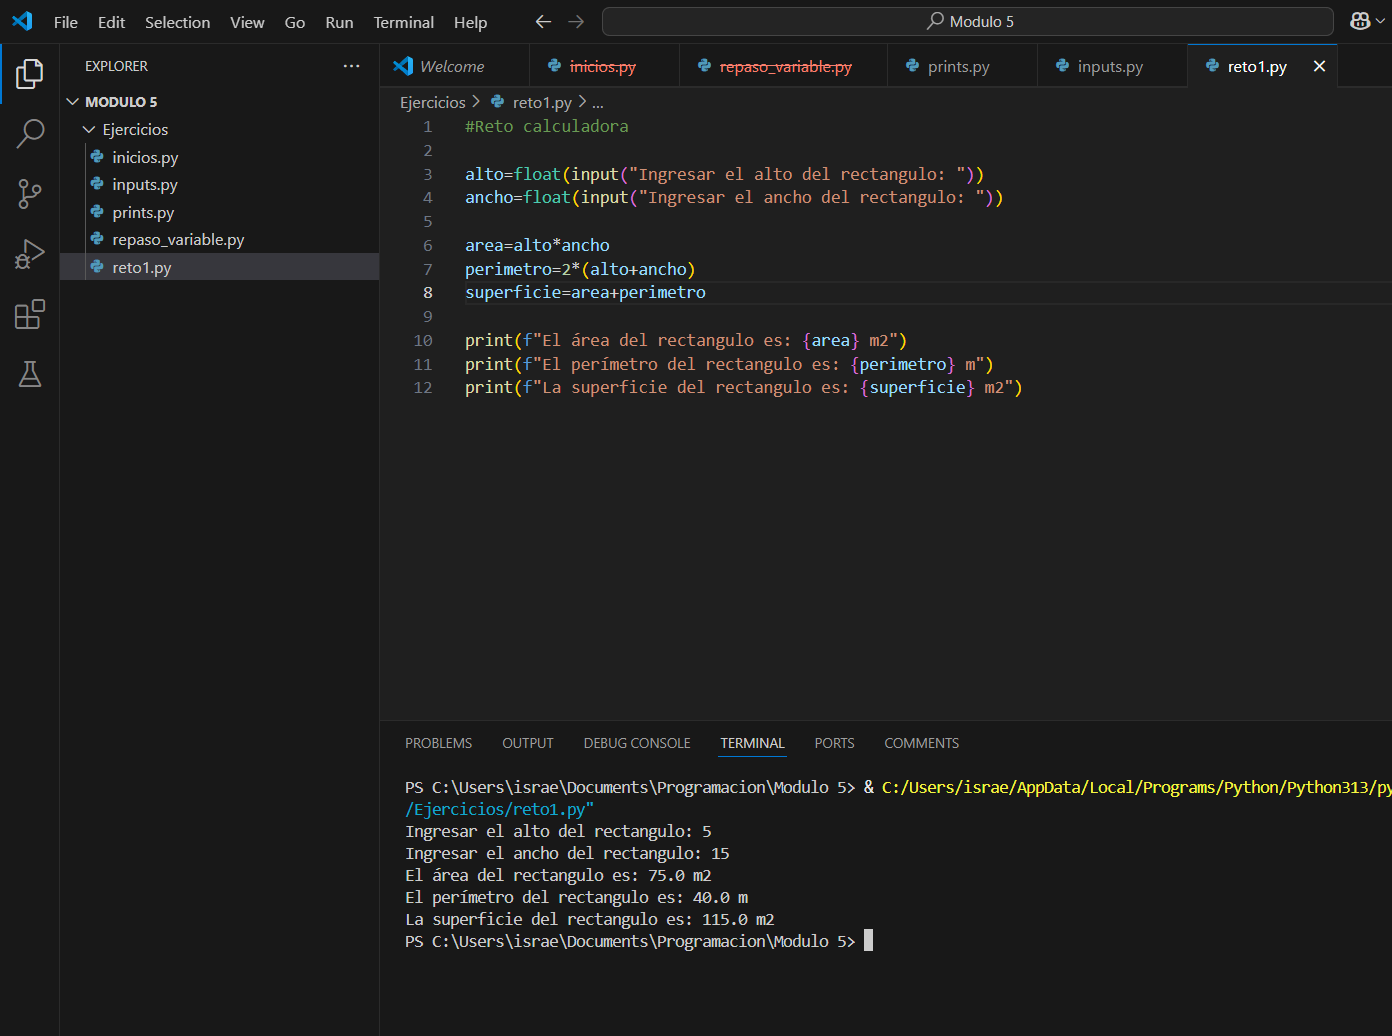 File Edit Selection View Go Run Terminal Help Modulo 5
EXPLORER ...
MODULO 5
Ejercicios
inicios.py
inputs.py
prints.py
repaso_variable.py
reto1.py
Welcome inicios.py repaso_variable.py prints.py inputs.py reto1.py
Ejercicios > reto1.py > ...
1 #Reto calculadora
2
3 alto=float(input("Ingresar el alto del rectangulo: "))
4 ancho=float(input("Ingresar el ancho del rectangulo: "))
5
6 area=alto*ancho
7 perimetro=2*(alto+ancho)
8 superficie=area+perimetro
9
10 print(f"El área del rectangulo es: {area} m2")
11 print(f"El perímetro del rectangulo es: {perimetro} m")
12 print(f"La superficie del rectangulo es: {superficie} m2")
PROBLEMS OUTPUT DEBUG CONSOLE TERMINAL PORTS COMMENTS
PS C:\Users\israe\Documents\Programacion\Modulo 5> & C:/Users/israe/AppData/Local/Programs/Python/Python313/py
/Ejercicios/reto1.py"
Ingresar el alto del rectangulo: 5
Ingresar el ancho del rectangulo: 15
El área del rectangulo es: 75.0 m2
El perímetro del rectangulo es: 40.0 m
La superficie del rectangulo es: 115.0 m2
PS C:\Users\israe\Documents\Programacion\Modulo 5>